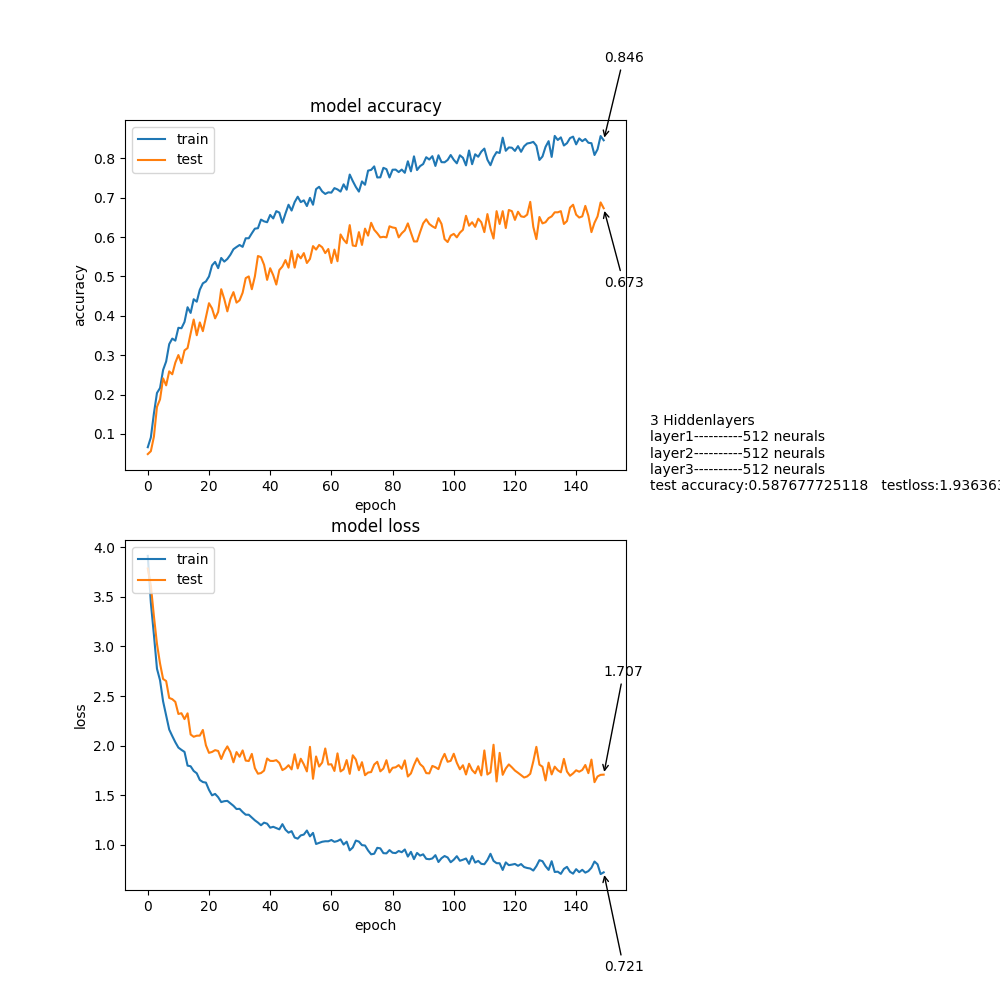 0.846
model accuracy
train
test
0.8
0.7
0.6
0.5
0.4
0.3
0.2
0.1
accuracy
0.673
0 20 40 60 80 100 120 140
epoch
3 Hiddenlayers
layer1----------512 neurals
layer2----------512 neurals
layer3----------512 neurals
test accuracy:0.587677725118 testloss:1.936363
model loss
train
test
4.0
3.5
3.0
2.5
2.0
1.5
1.0
loss
1.707
0 20 40 60 80 100 120 140
epoch
0.721